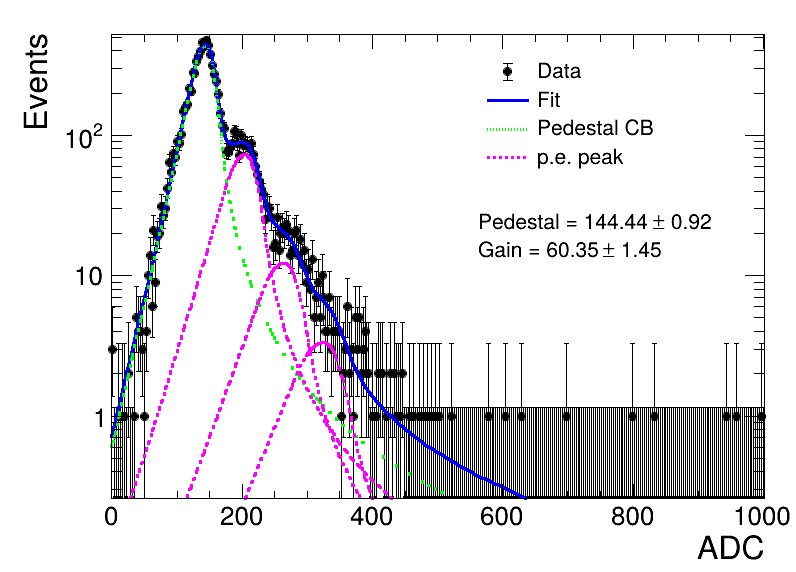 Events
Data
Fit
Pedestal CB
p.e. peak
Pedestal = 144.44 ± 0.92
Gain = 60.35 ± 1.45
10²
10
1
0 200 400 600 800 1000
ADC